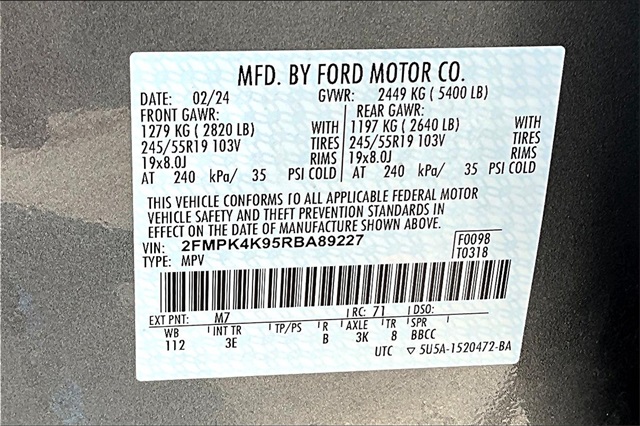 MFD. BY FORD MOTOR CO.
DATE: 02/24 GVWR: 2449 KG (5400 LB)
FRONT GAWR: REAR GAWR:
1279 KG (2820 LB) WITH 1197 KG (2640 LB) WITH
245/55R19 103V TIRES 245/55R19 103V TIRES
19x8.0J RIMS 19x8.0J RIMS
AT 240 kPa/ 35 PSI COLD AT 240 kPa/ 35 PSI COLD
THIS VEHICLE CONFORMS TO ALL APPLICABLE FEDERAL MOTOR
VEHICLE SAFETY AND THEFT PREVENTION STANDARDS IN
EFFECT ON THE DATE OF MANUFACTURE SHOWN ABOVE.
VIN: 2FMPK4K95RBA89227 F0098
TYPE: MPV T0318
EXT PNT: M7 RC: 71 DSO:
WB INT TR TP/PS R AXLE TR SPR
112 3E B 3K 8 BBCC
UTC 5U5A-1520472-BA